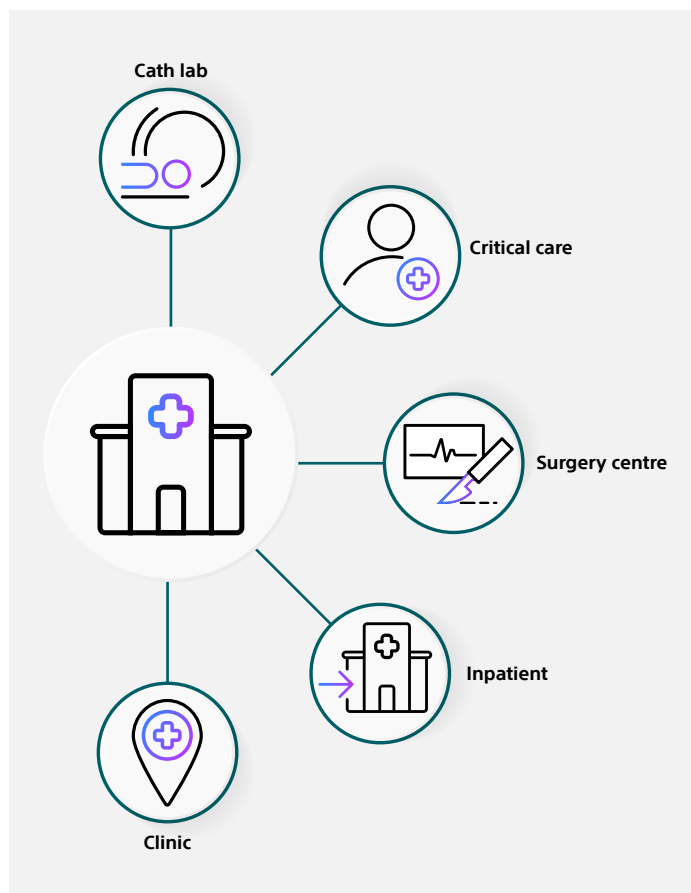 Cath lab
Critical care
Surgery centre
Inpatient
Clinic